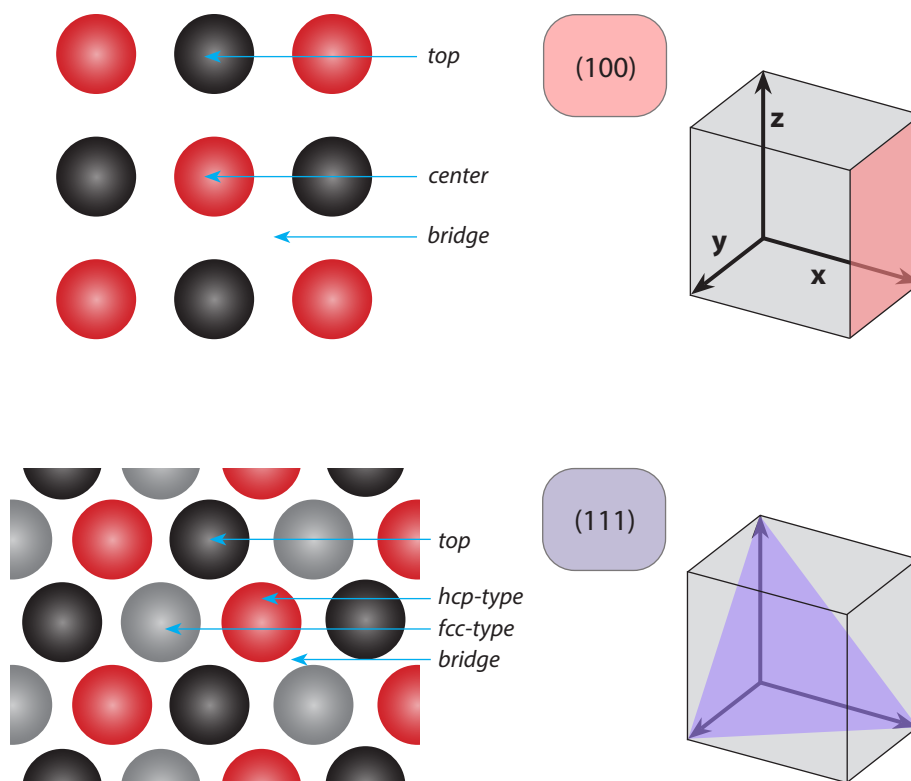 top
(100)
z
center
bridge
y
x
top
(111)
hcp-type
fcc-type
bridge